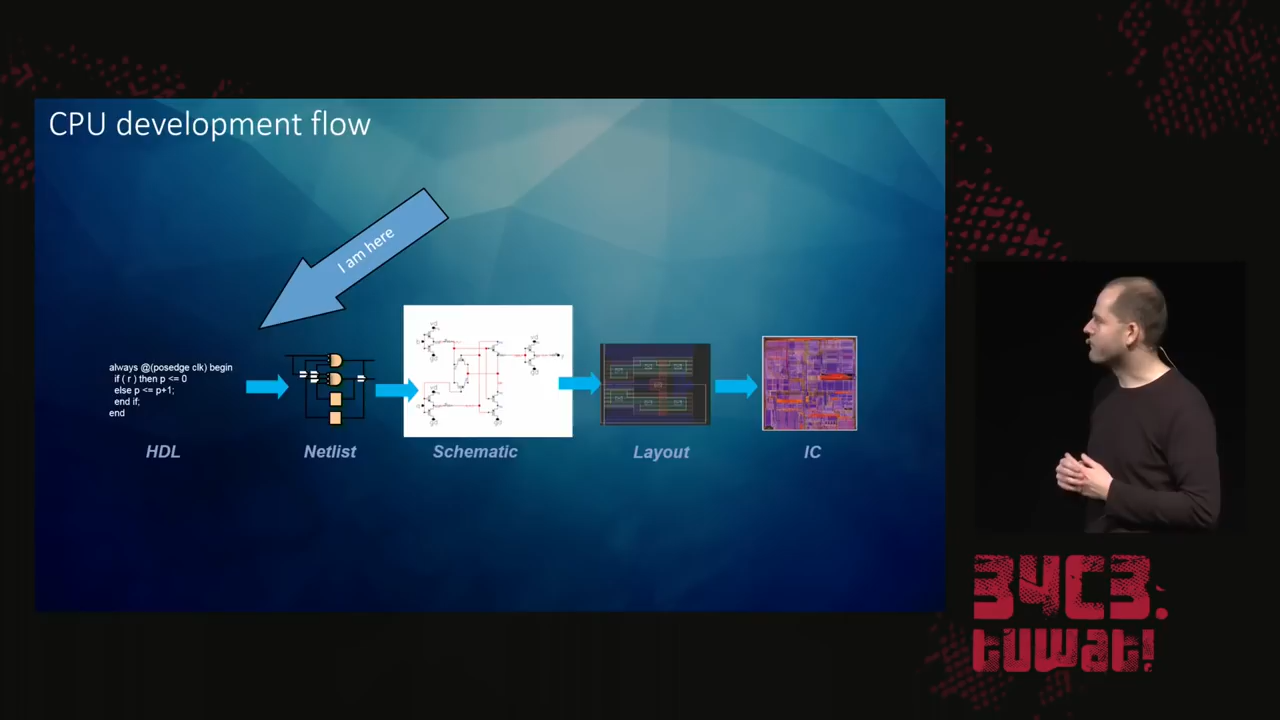 CPU development flow
I am here
always @(posedge clk) begin
if ( r ) then p <= 0
else p <= p+1;
end if;
end
HDL
Netlist
Schematic
Layout
IC
34C3.
tuwat!